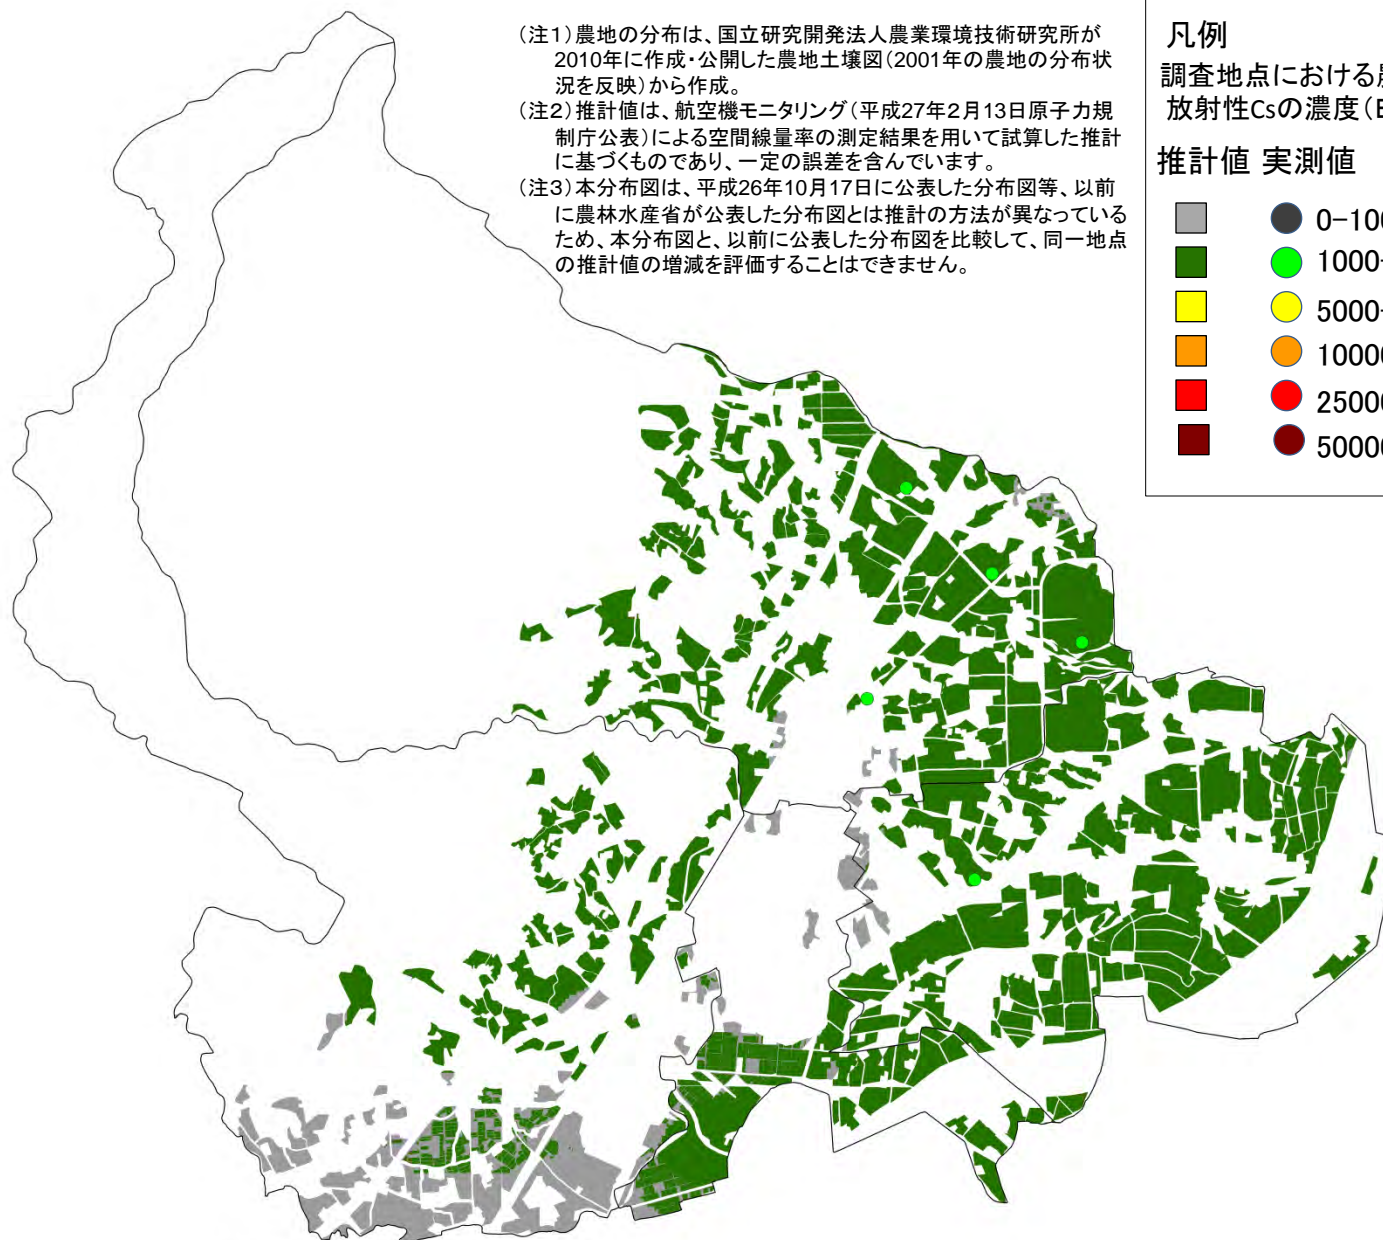 (注1)農地の分布は、国立研究開発法人農業環境技術研究所が
2010年に作成・公開した農地土壌図(2001年の農地の分布状
況を反映)から作成。
(注2)推計値は、航空機モニタリング(平成27年2月13日原子力規
制庁公表)による空間線量率の測定結果を用いて試算した推計
に基づくものであり、一定の誤差を含んでいます。
(注3)本分布図は、平成26年10月17日に公表した分布図等、以前
に農林水産省が公表した分布図とは推計の方法が異なっている
ため、本分布図と、以前に公表した分布図を比較して、同一地点
の推計値の増減を評価することはできません。
凡例
調査地点における
放射性Csの濃度(
推計値 実測値
0-100
1000-
5000-
10000
25000
50000